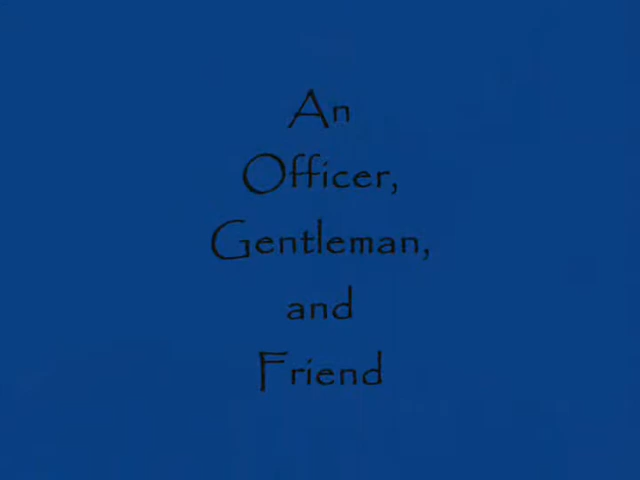 An
Officer,
Gentleman,
and
Friend